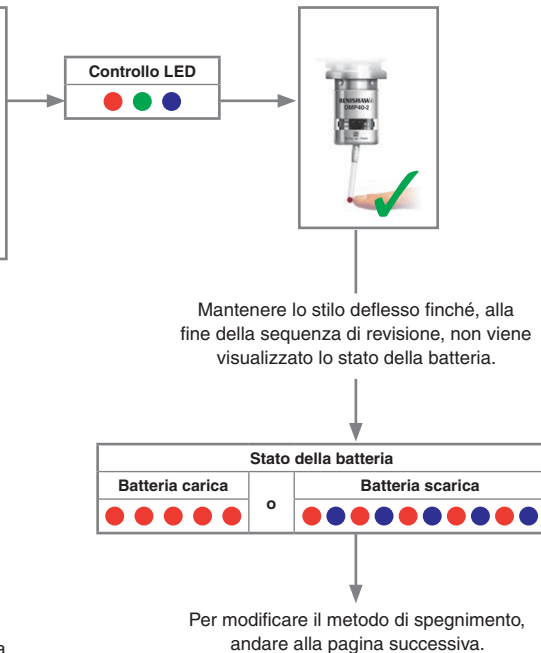 Controllo LED
RENISHAW
OMP40-2
Mantenere lo stilo deflesso finché, alla
fine della sequenza di revisione, non viene
visualizzato lo stato della batteria.
Stato della batteria
Batteria carica
o
Batteria scarica
Per modificare il metodo di spegnimento,
andare alla pagina successiva.
a